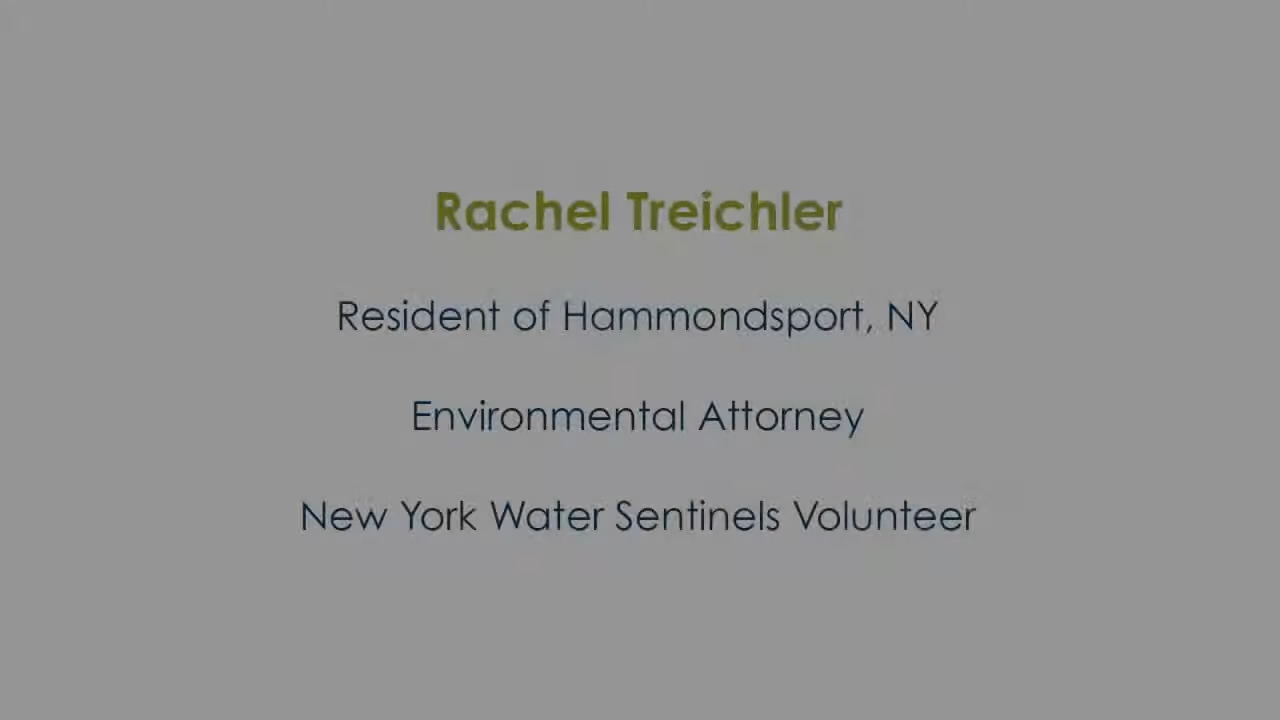 Rachel Treichler
Resident of Hammondsport, NY
Environmental Attorney
New York Water Sentinels Volunteer